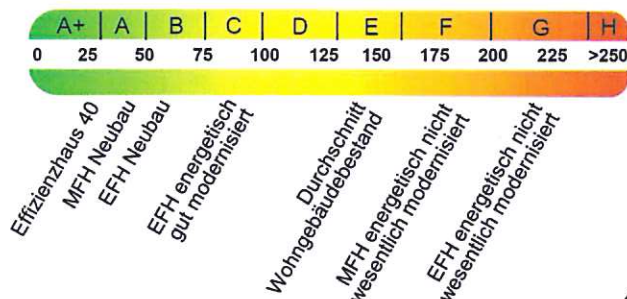 A+ A B C D E F G H
0 25 50 75 100 125 150 175 200 225 >250
Effizienzhaus 40
MFH Neubau
EFH Neubau
EFH energetisch
gut modernisiert
Durchschnitt
Wohngebäudebestand
MFH energetisch nicht
wesentlich modernisiert
EFH energetisch nicht
wesentlich modernisiert